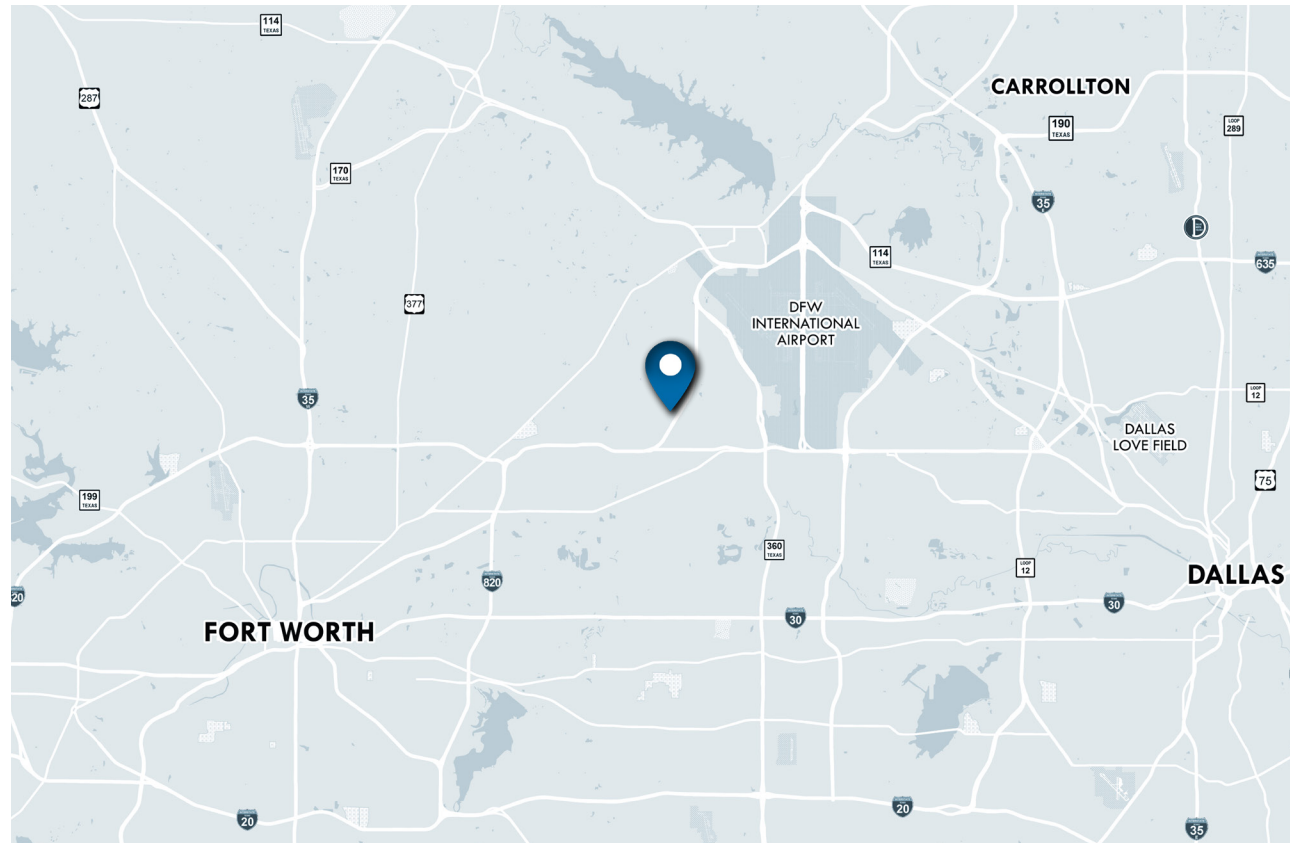 114
TEXAS
287
CARROLLTON
190
TEXAS
LOOP
289
170
TEXAS
35
114
TEXAS
635
377
DFW
INTERNATIONAL
AIRPORT
35
LOOP
12
DALLAS
LOVE FIELD
75
199
TEXAS
360
TEXAS
LOOP
12
820
DALLAS
20
30
30
FORT WORTH
20
20
35